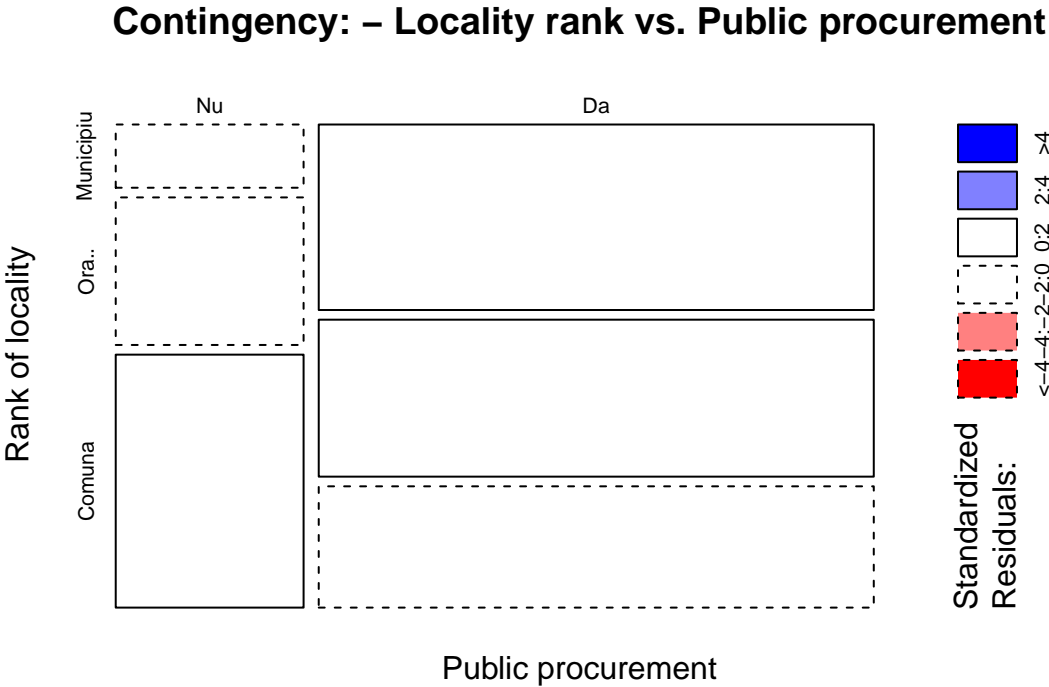 Contingency: – Locality rank vs. Public procurement
Nu
Da
Municipiu
Ora..
Comuna
Rank of locality
Public procurement
Standardized
Residuals:
<−4
−4:−2
−2:0
0:2
2:4
>4